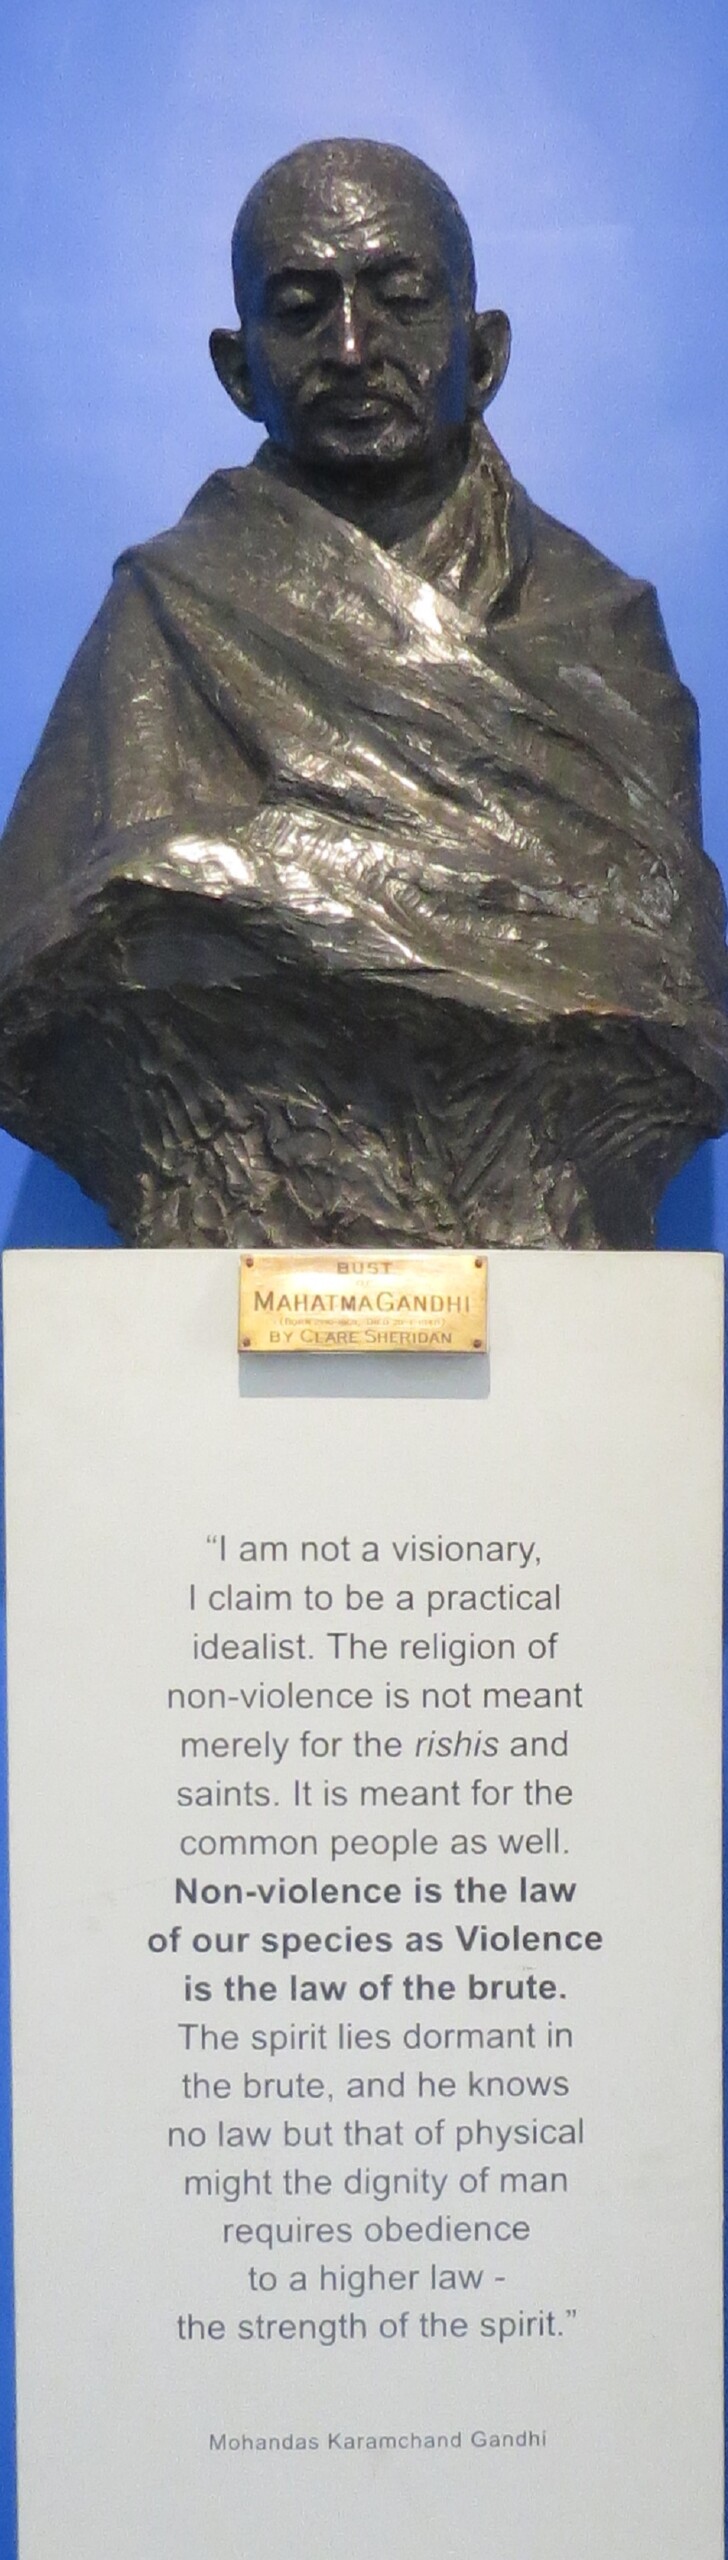 BUST
OF
MAHATMA GANDHI
BY CLARE SHERIDAN
“I am not a visionary,
I claim to be a practical
idealist. The religion of
non-violence is not meant
merely for the rishis and
saints. It is meant for the
common people as well.
Non-violence is the law
of our species as Violence
is the law of the brute.
The spirit lies dormant in
the brute, and he knows
no law but that of physical
might the dignity of man
requires obedience
to a higher law -
the strength of the spirit.”
Mohandas Karamchand Gandhi